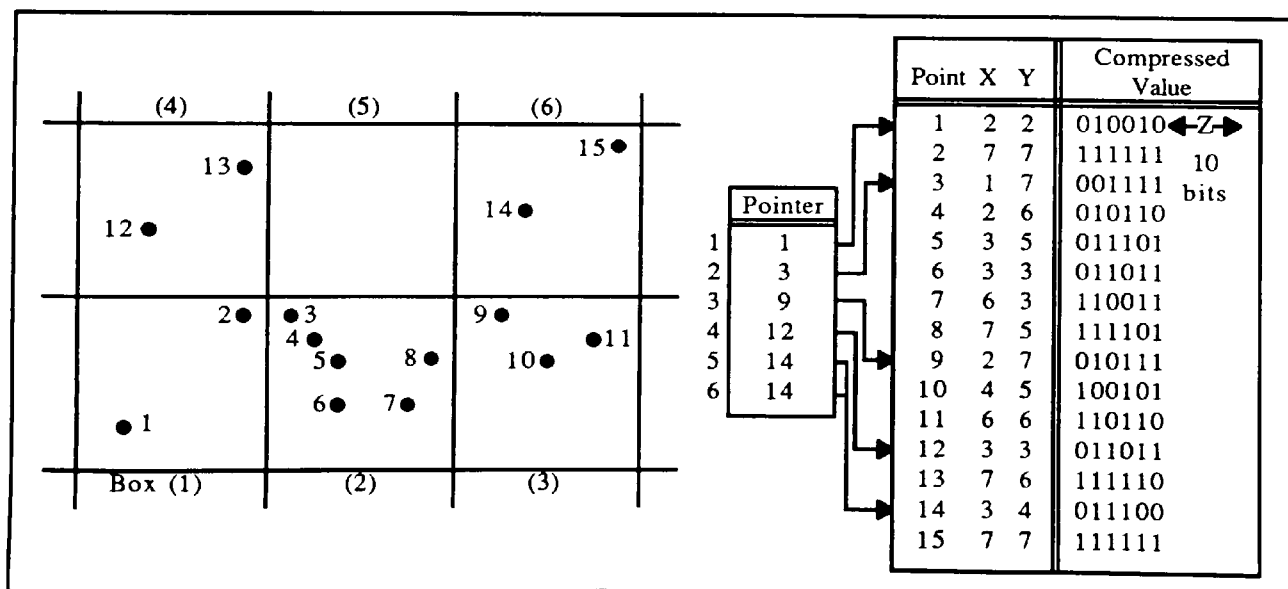 (4) (5) (6)
13
15
14
12
2
3
4
5
8
9
11
10
6
7
1
Box (1) (2) (3)
Pointer
1 1
2 3
3 9
4 12
5 14
6 14
Point X Y Compressed
Value
1 2 2 010010 Z
2 7 7 111111 10
3 1 7 001111 bits
4 2 6 010110
5 3 5 011101
6 3 3 011011
7 6 3 110011
8 7 5 111101
9 2 7 010111
10 4 5 100101
11 6 6 110110
12 3 3 011011
13 7 6 111110
14 3 4 011100
15 7 7 111111